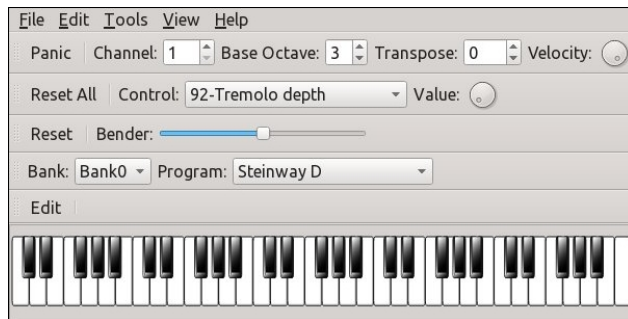 File Edit Tools View Help
Panic Channel: 1 Base Octave: 3 Transpose: 0 Velocity:
Reset All Control: 92-Tremolo depth Value:
Reset Bender:
Bank: Bank0 Program: Steinway D
Edit